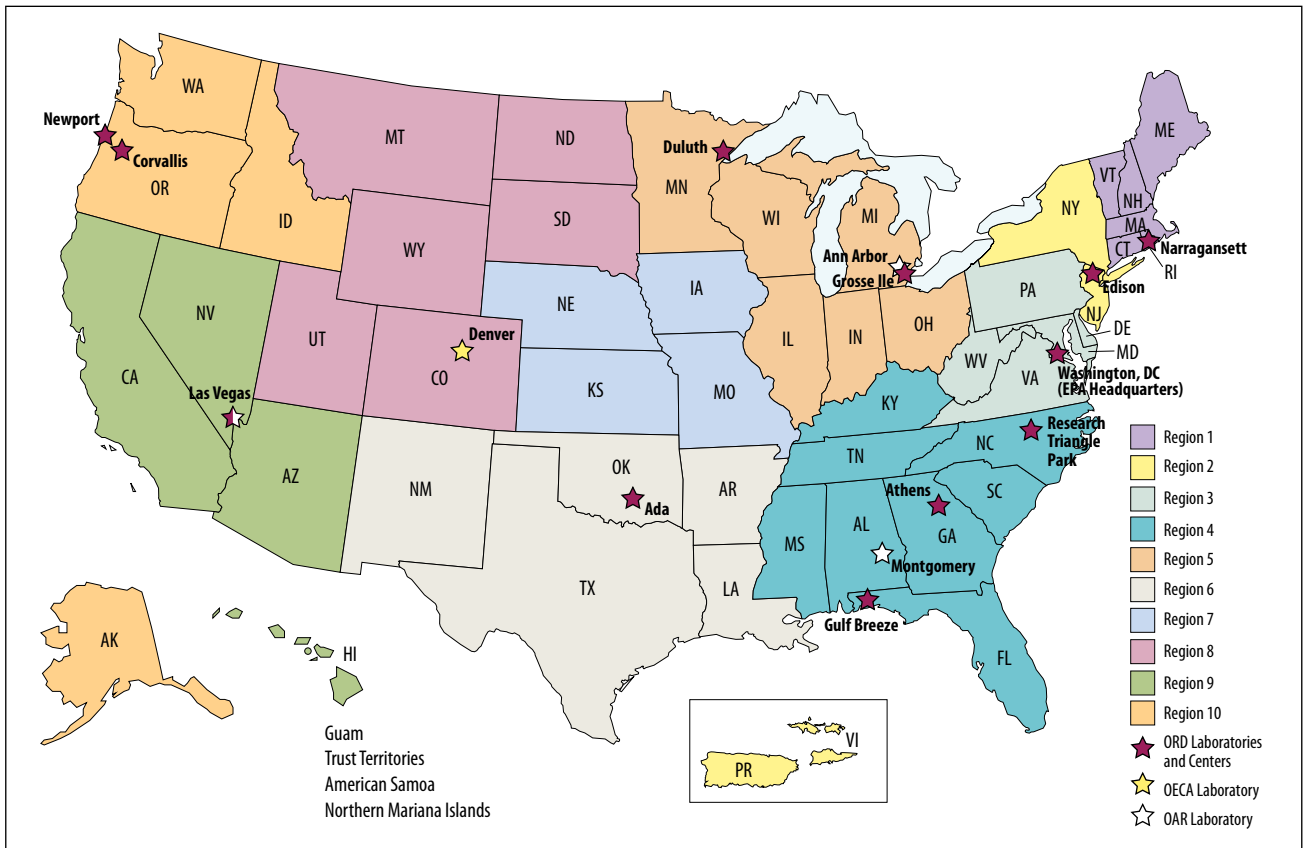 WA
Newport
Corvallis
OR
ID
MT
ND
SD
WY
MN
Duluth
WI
MI
Ann Arbor
Grosse Ile
ME
VT
NH
NY
MA
CT
Narragansett
RI
Edison
NJ
PA
DE
MD
Washington, DC
(EPA Headquarters)
WV
VA
OH
IN
IL
IA
NE
Denver
CO
UT
NV
CA
Las Vegas
AZ
NM
KS
MO
KY
TN
NC
Research
Triangle
Park
SC
Athens
GA
AL
Montgomery
MS
Gulf Breeze
FL
OK
Ada
AR
LA
TX
AK
HI
Guam
Trust Territories
American Samoa
Northern Mariana Islands
PR
VI
Region 1
Region 2
Region 3
Region 4
Region 5
Region 6
Region 7
Region 8
Region 9
Region 10
ORD Laboratories
and Centers
OECA Laboratory
OAR Laboratory